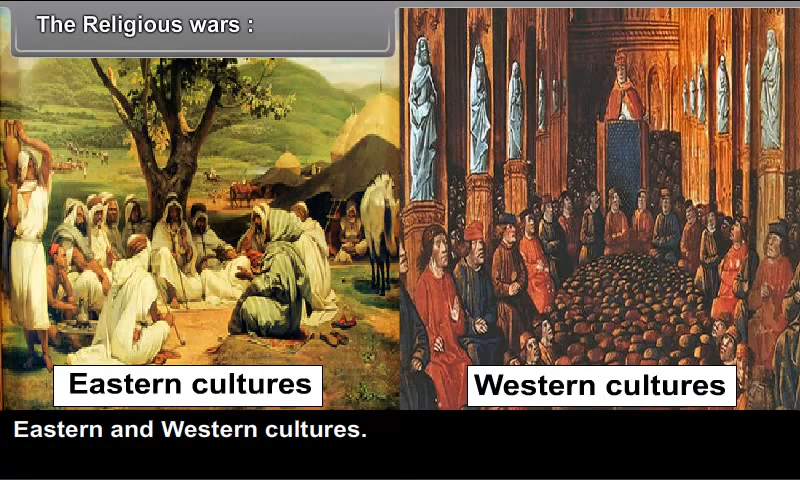 The Religious wars :
Eastern cultures
Western cultures
Eastern and Western cultures.